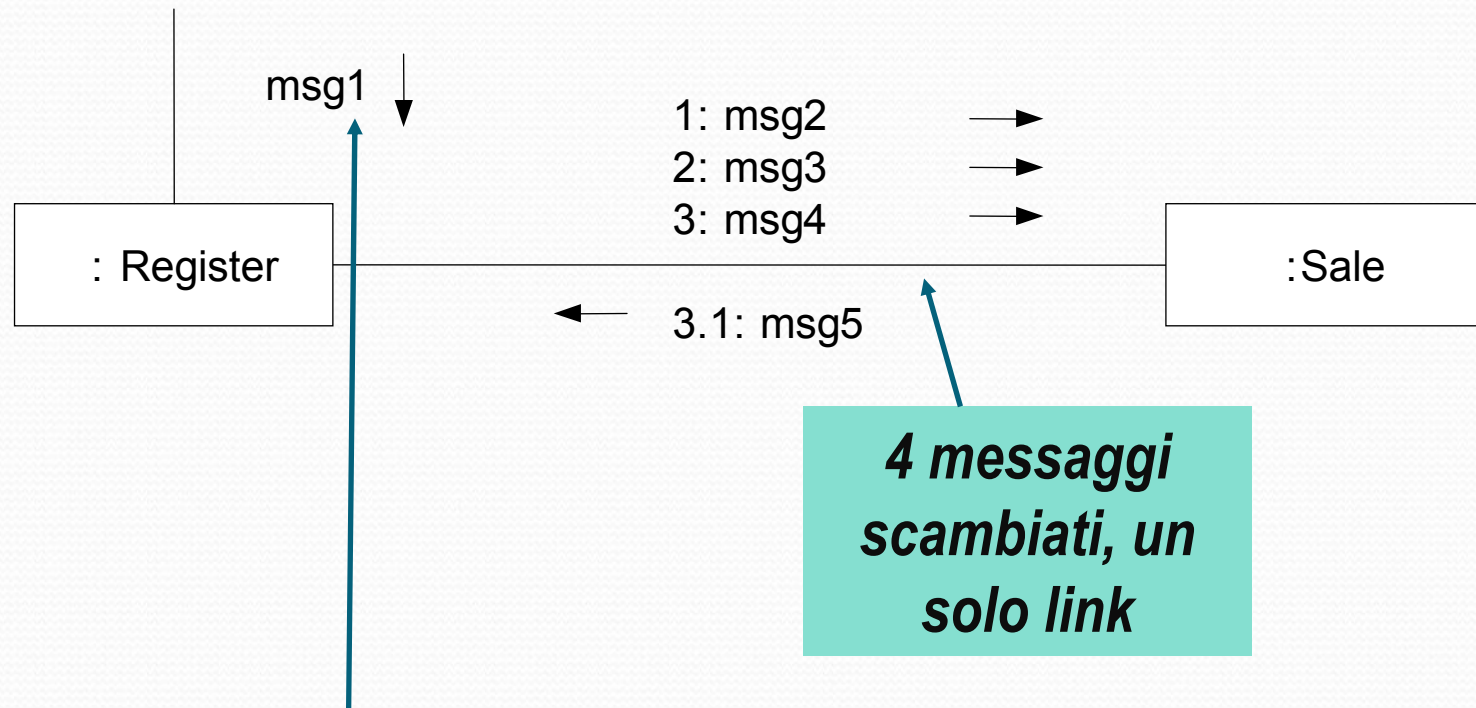 msg1
1: msg2
2: msg3
3: msg4
: Register
:Sale
3.1: msg5
4 messaggi
scambiati, un
solo link